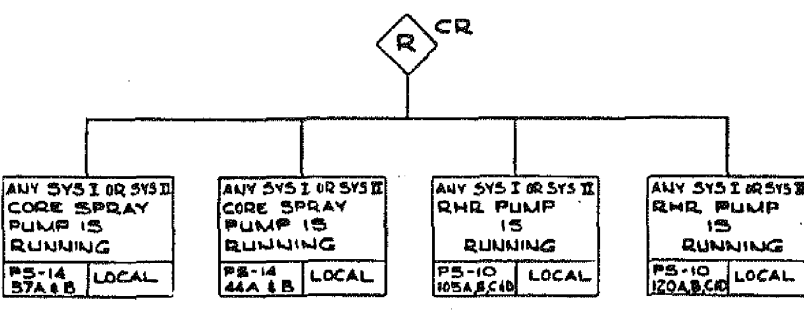 R CR
ANY SYS I OR SYS II
CORE SPRAY
PUMP IS
RUNNING
PS-14
37A & B
LOCAL
ANY SYS I OR SYS II
CORE SPRAY
PUMP IS
RUNNING
PS-14
44A & B
LOCAL
ANY SYS I OR SYS II
RHR PUMP
IS
RUNNING
PS-10
105A,B,C&D
LOCAL
ANY SYS I OR SYS II
RHR PUMP
IS
RUNNING
PS-10
120A,B,C&D
LOCAL